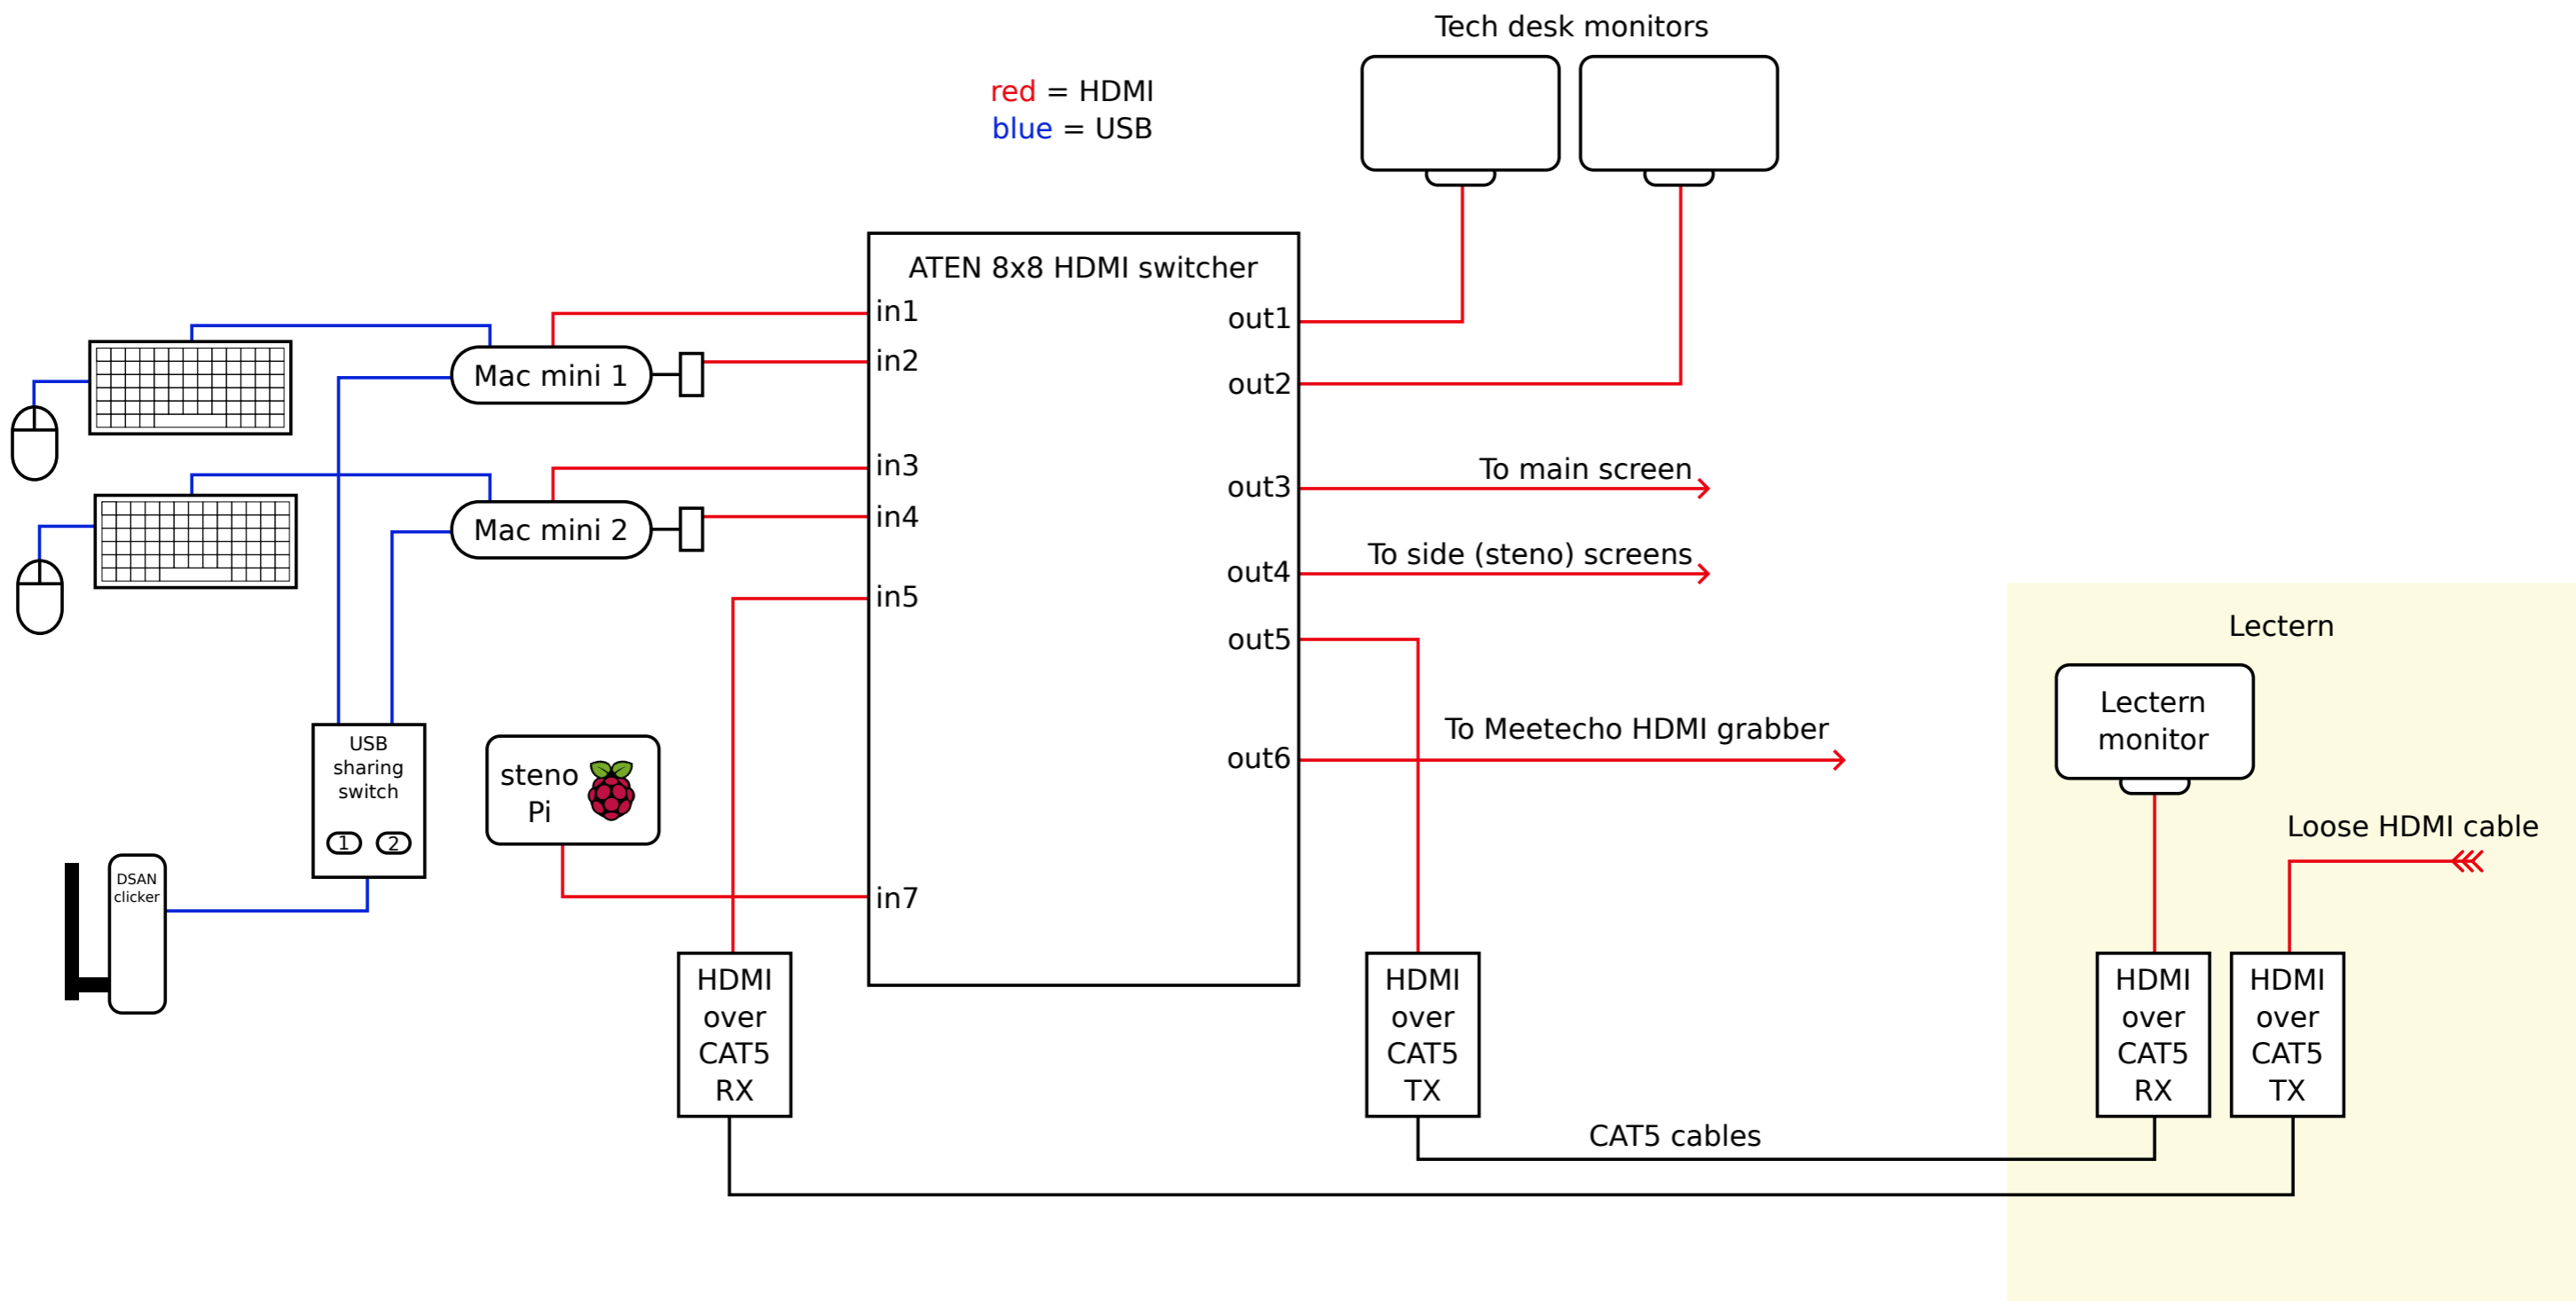 Tech desk monitors
red = HDMI
blue = USB
ATEN 8x8 HDMI switcher
in1
in2
in3
in4
in5
in7
out1
out2
out3
out4
out5
out6
Mac mini 1
Mac mini 2
To main screen
To side (steno) screens
To Meetecho HDMI grabber
USB
sharing
switch
1 2
DSAN
clicker
steno
Pi
HDMI
over
CAT5
RX
HDMI
over
CAT5
TX
CAT5 cables
Lectern
Lectern
monitor
Loose HDMI cable
HDMI
over
CAT5
RX
HDMI
over
CAT5
TX